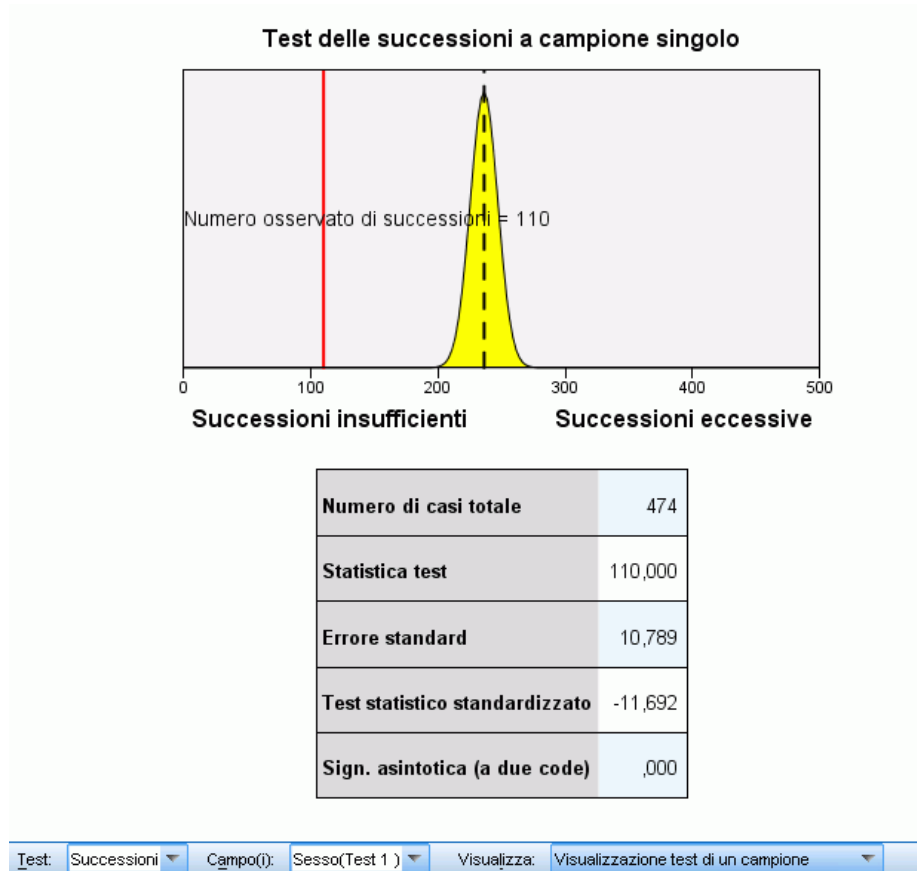 Test delle successioni a campione singolo
Numero osservato di successioni = 110
0 100 200 300 400 500
Successioni insufficienti Successioni eccessive
Numero di casi totale 474
Statistica test 110,000
Errore standard 10,789
Test statistico standardizzato -11,692
Sign. asintotica (a due code) ,000
Test: Successioni Campo(i): Sesso(Test 1 ) Visualizza: Visualizzazione test di un campione